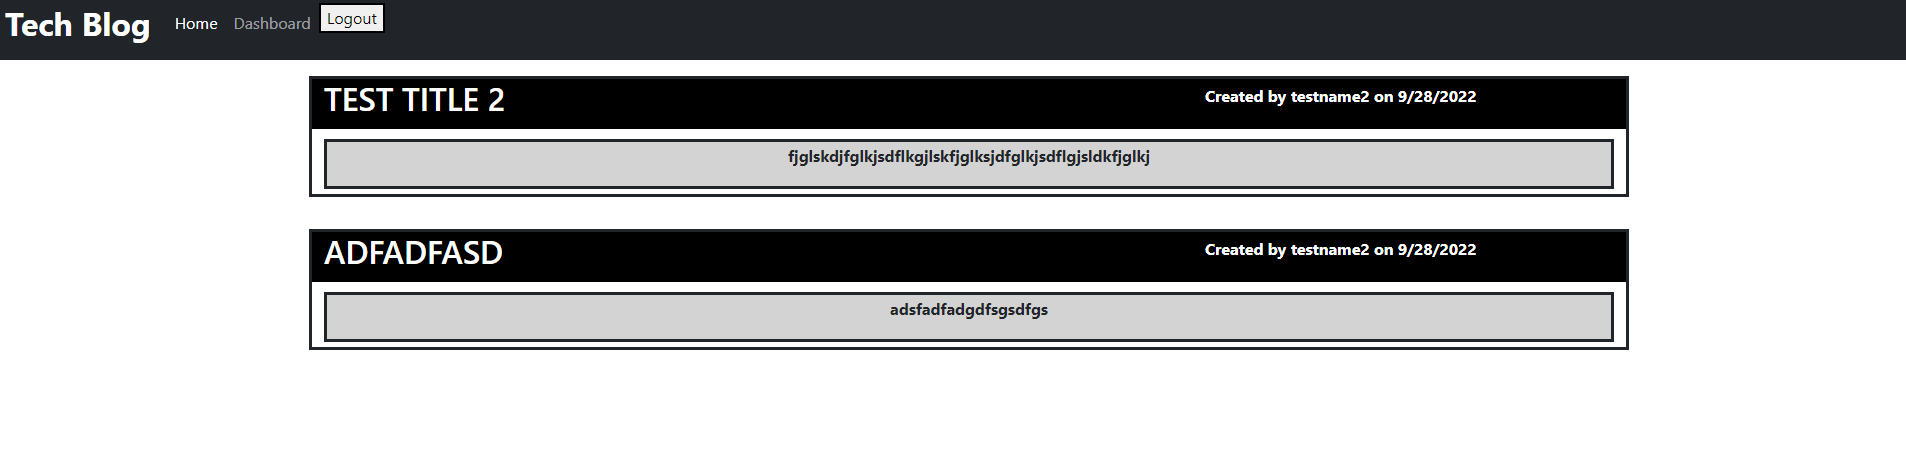 Tech Blog Home Dashboard Logout
TEST TITLE 2 Created by testname2 on 9/28/2022
fjglskdjfglkjsdflkgjlskfjglksjdfglkjsdflgjsldkfjglkj
ADFADFASD Created by testname2 on 9/28/2022
adsfadfadgdfsgsdfgs